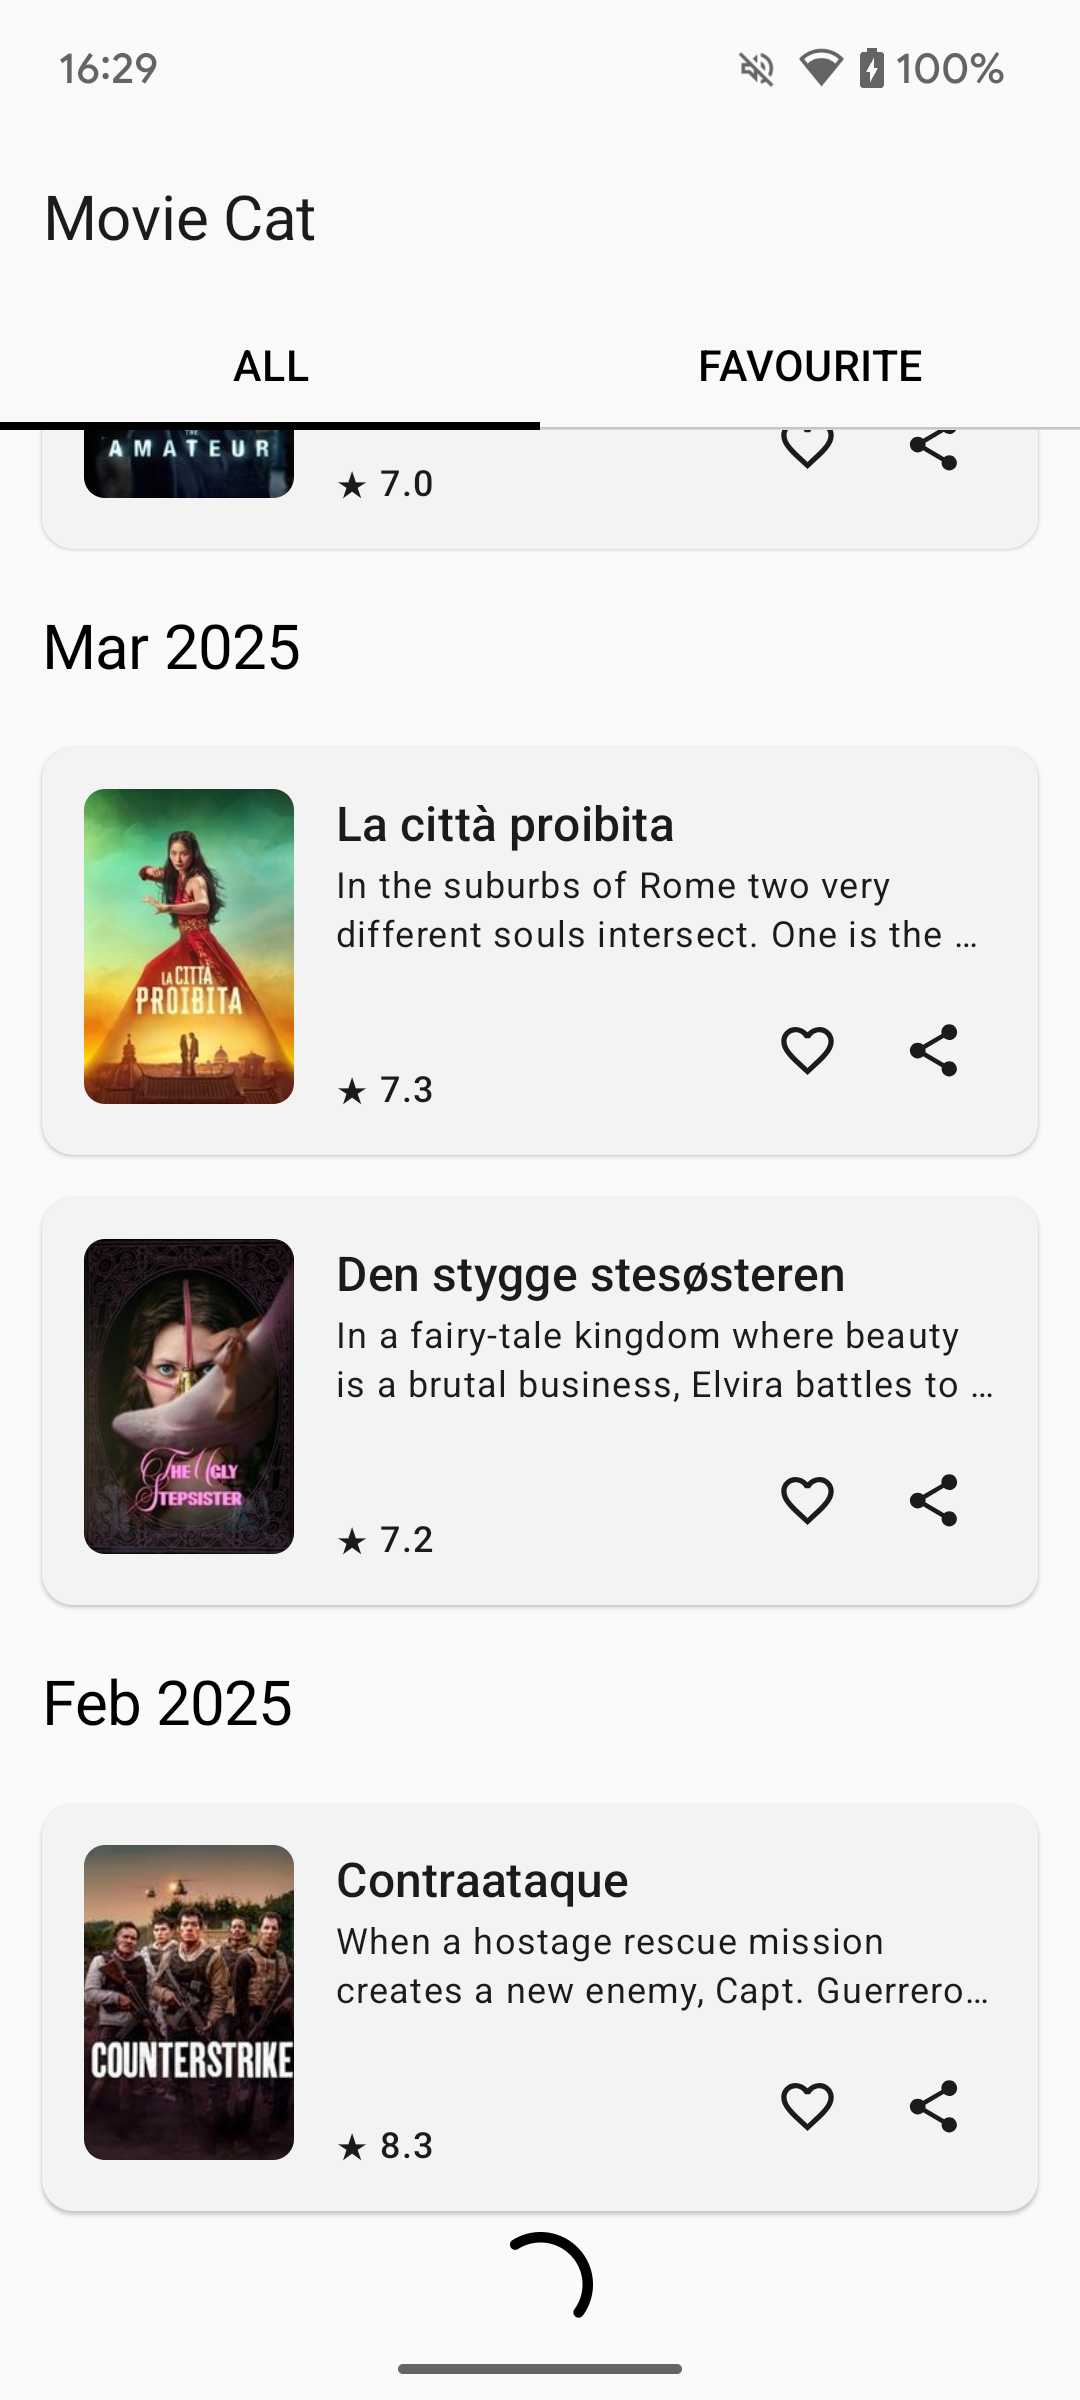 16:29
100%
Movie Cat
ALL
FAVOURITE
THE
AMATEUR
★ 7.0
Mar 2025
LA CITTÀ
PROIBITA
La città proibita
In the suburbs of Rome two very
different souls intersect. One is the …
★ 7.3
THE UGLY
STEPSISTER
Den stygge stesøsteren
In a fairy-tale kingdom where beauty
is a brutal business, Elvira battles to …
★ 7.2
Feb 2025
COUNTERSTRIKE
Contraataque
When a hostage rescue mission
creates a new enemy, Capt. Guerrero…
★ 8.3